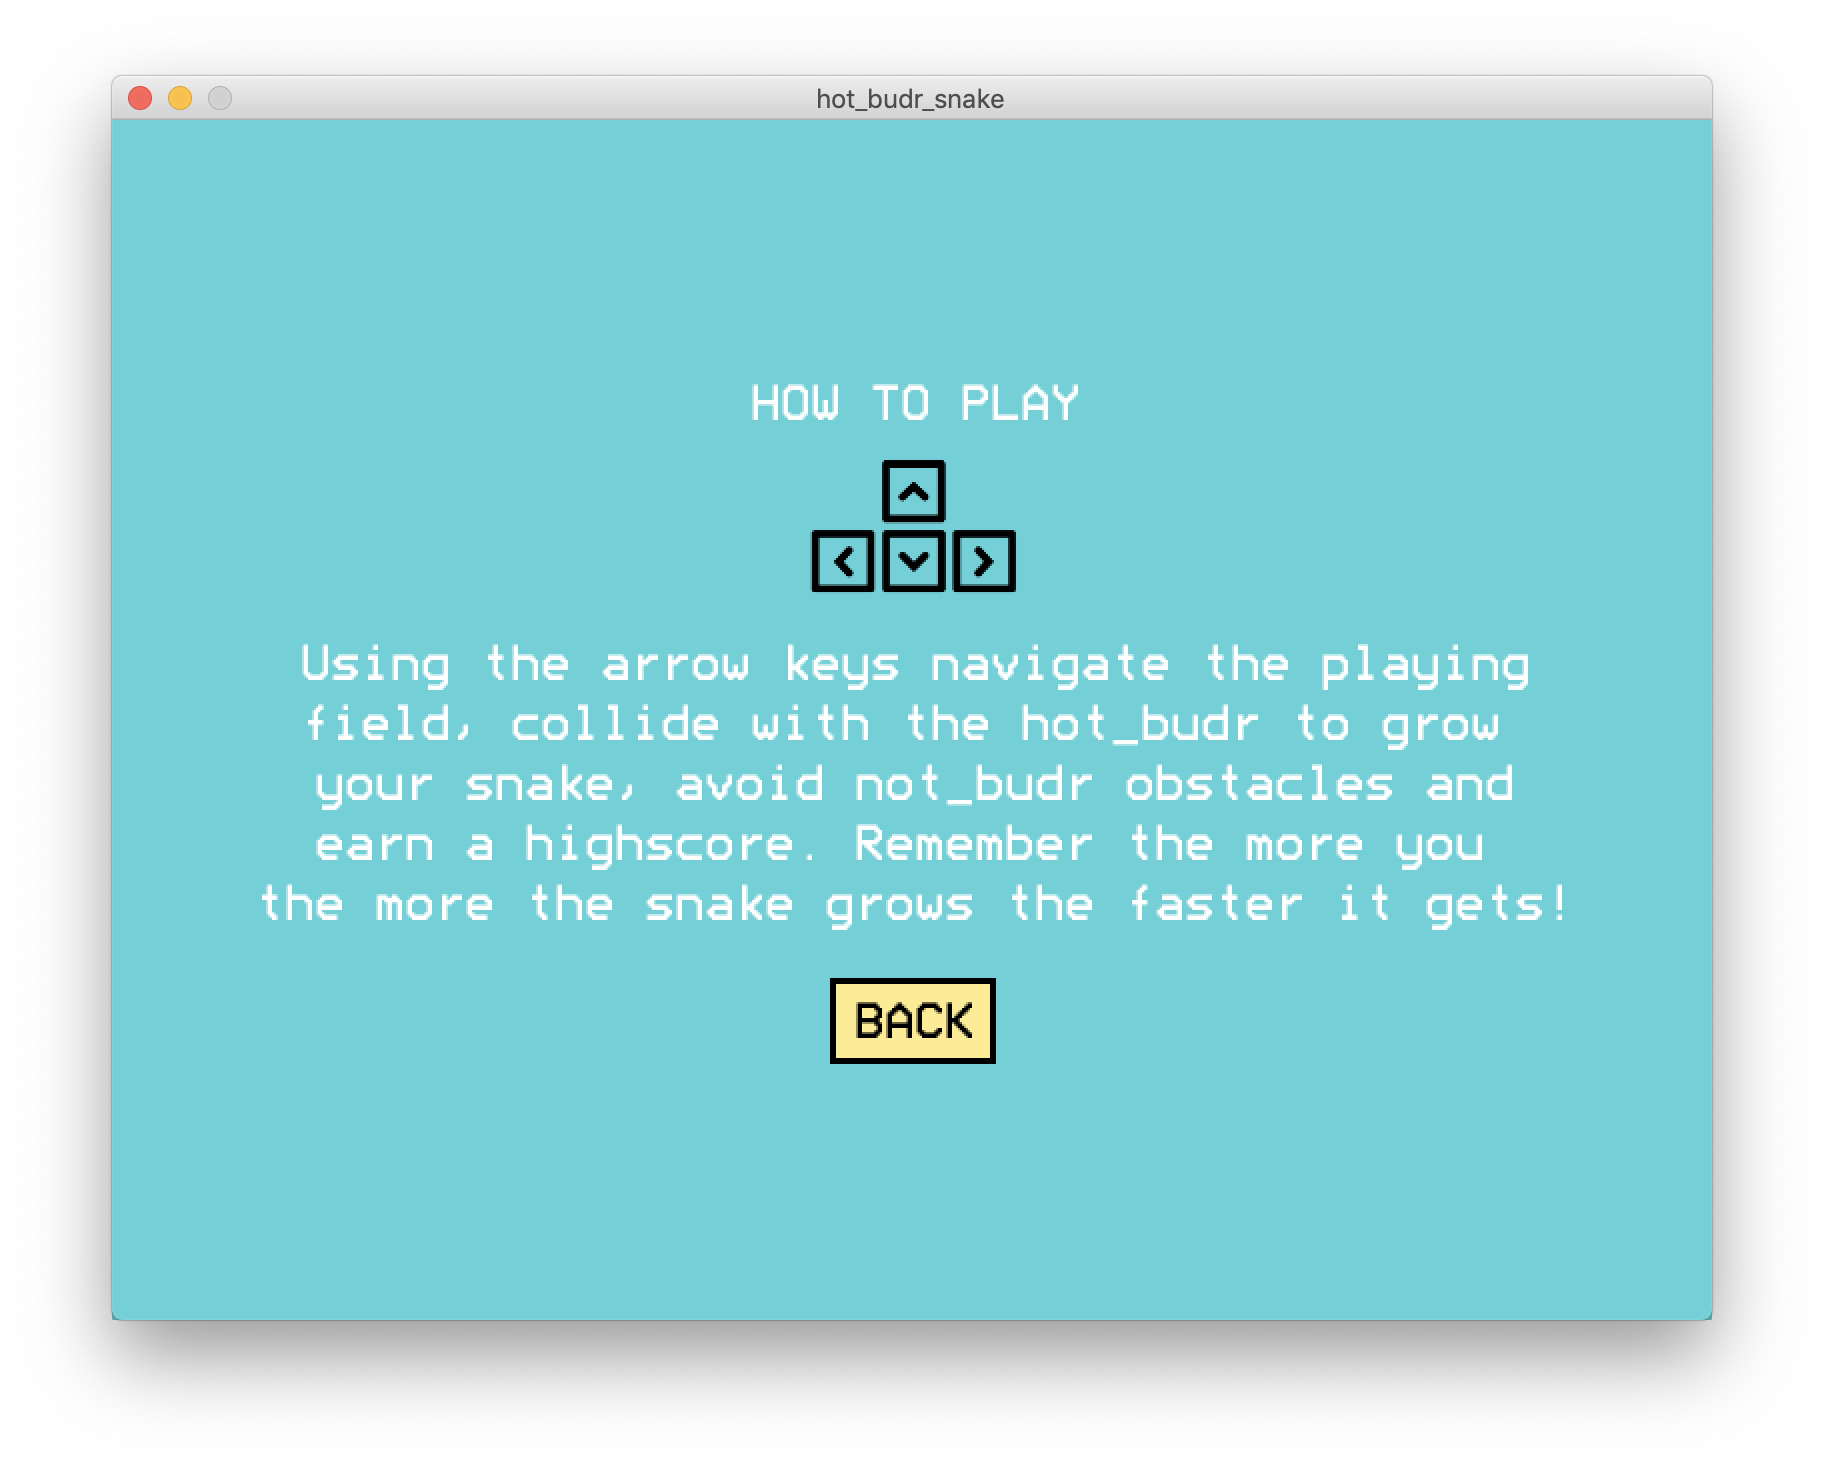 hot_budr_snake
HOW TO PLAY
Using the arrow keys navigate the playing
field, collide with the hot_budr to grow
your snake, avoid not_budr obstacles and
earn a highscore. Remember the more you
the more the snake grows the faster it gets!
BACK